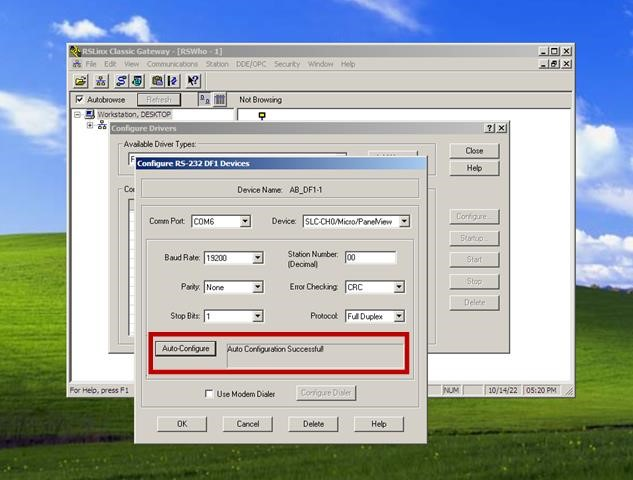 RSLinx Classic Gateway - [RSWho - 1]
File Edit View Communications Station DDE/OPC Security Window Help
Autobrowse Refresh Not Browsing
Workstation, DESKTOP
Configure Drivers
Available Driver Types:
Close
Help
Configure RS-232 DF1 Devices
Device Name: AB_DF1-1
Comm Port: COM6 Device: SLC-CH0/Micro/PanelView
Configure...
Startup...
Start
Stop
Delete
Baud Rate: 19200 Station Number: 00
(Decimal)
Parity: None Error Checking: CRC
Stop Bits: 1 Protocol: Full Duplex
Auto-Configure Auto Configuration Successful!
Use Modem Dialer Configure Dialer
OK Cancel Delete Help
For Help, press F1 NUM 10/14/22 05:20 PM